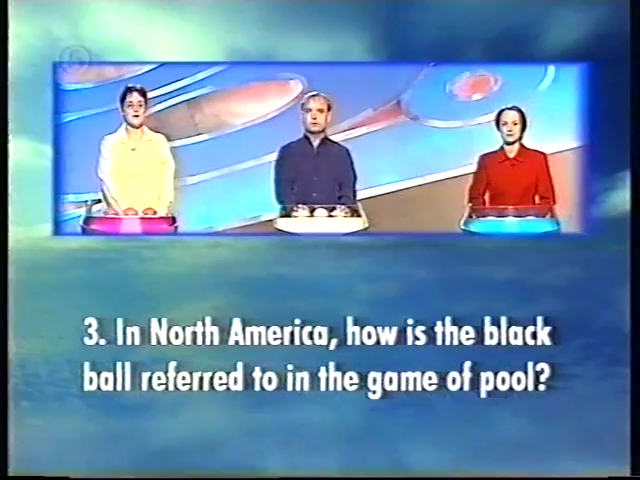 3. In North America, how is the black
ball referred to in the game of pool?